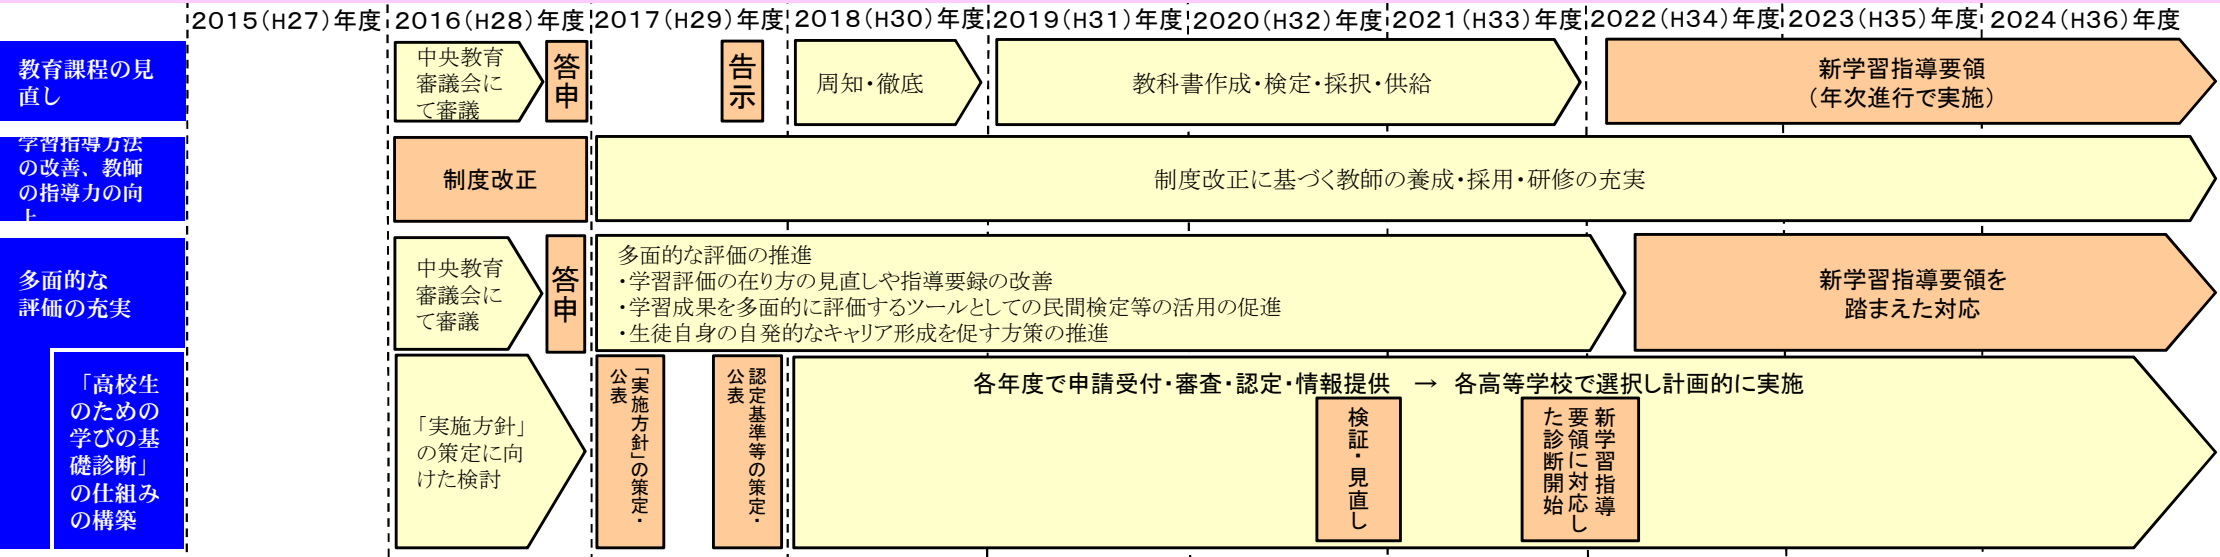 2015(H27)年度 2016(H28)年度 2017(H29)年度 2018(H30)年度 2019(H31)年度 2020(H32)年度 2021(H33)年度 2022(H34)年度 2023(H35)年度 2024(H36)年度
教育課程の見
直し
中央教育
審議会に
て審議
答申
告示
周知・徹底
教科書作成・検定・採択・供給
新学習指導要領
(年次進行で実施)
学習指導方法
の改善、教師
の指導力の向
上
制度改正
制度改正に基づく教師の養成・採用・研修の充実
多面的な
評価の充実
中央教育
審議会に
て審議
答申
多面的な評価の推進
・学習評価の在り方の見直しや指導要録の改善
・学習成果を多面的に評価するツールとしての民間検定等の活用の促進
・生徒自身の自発的なキャリア形成を促す方策の推進
新学習指導要領を
踏まえた対応
「高校生
のための
学びの基
礎診断」
の仕組み
の構築
「実施方針」
の策定に向
けた検討
「実施方針」の策定・
公表
認定基準等の策定・
公表
各年度で申請受付・審査・認定・情報提供 → 各高等学校で選択し計画的に実施
検証・見直し
新学習指導
要領に対応し
た診断開始